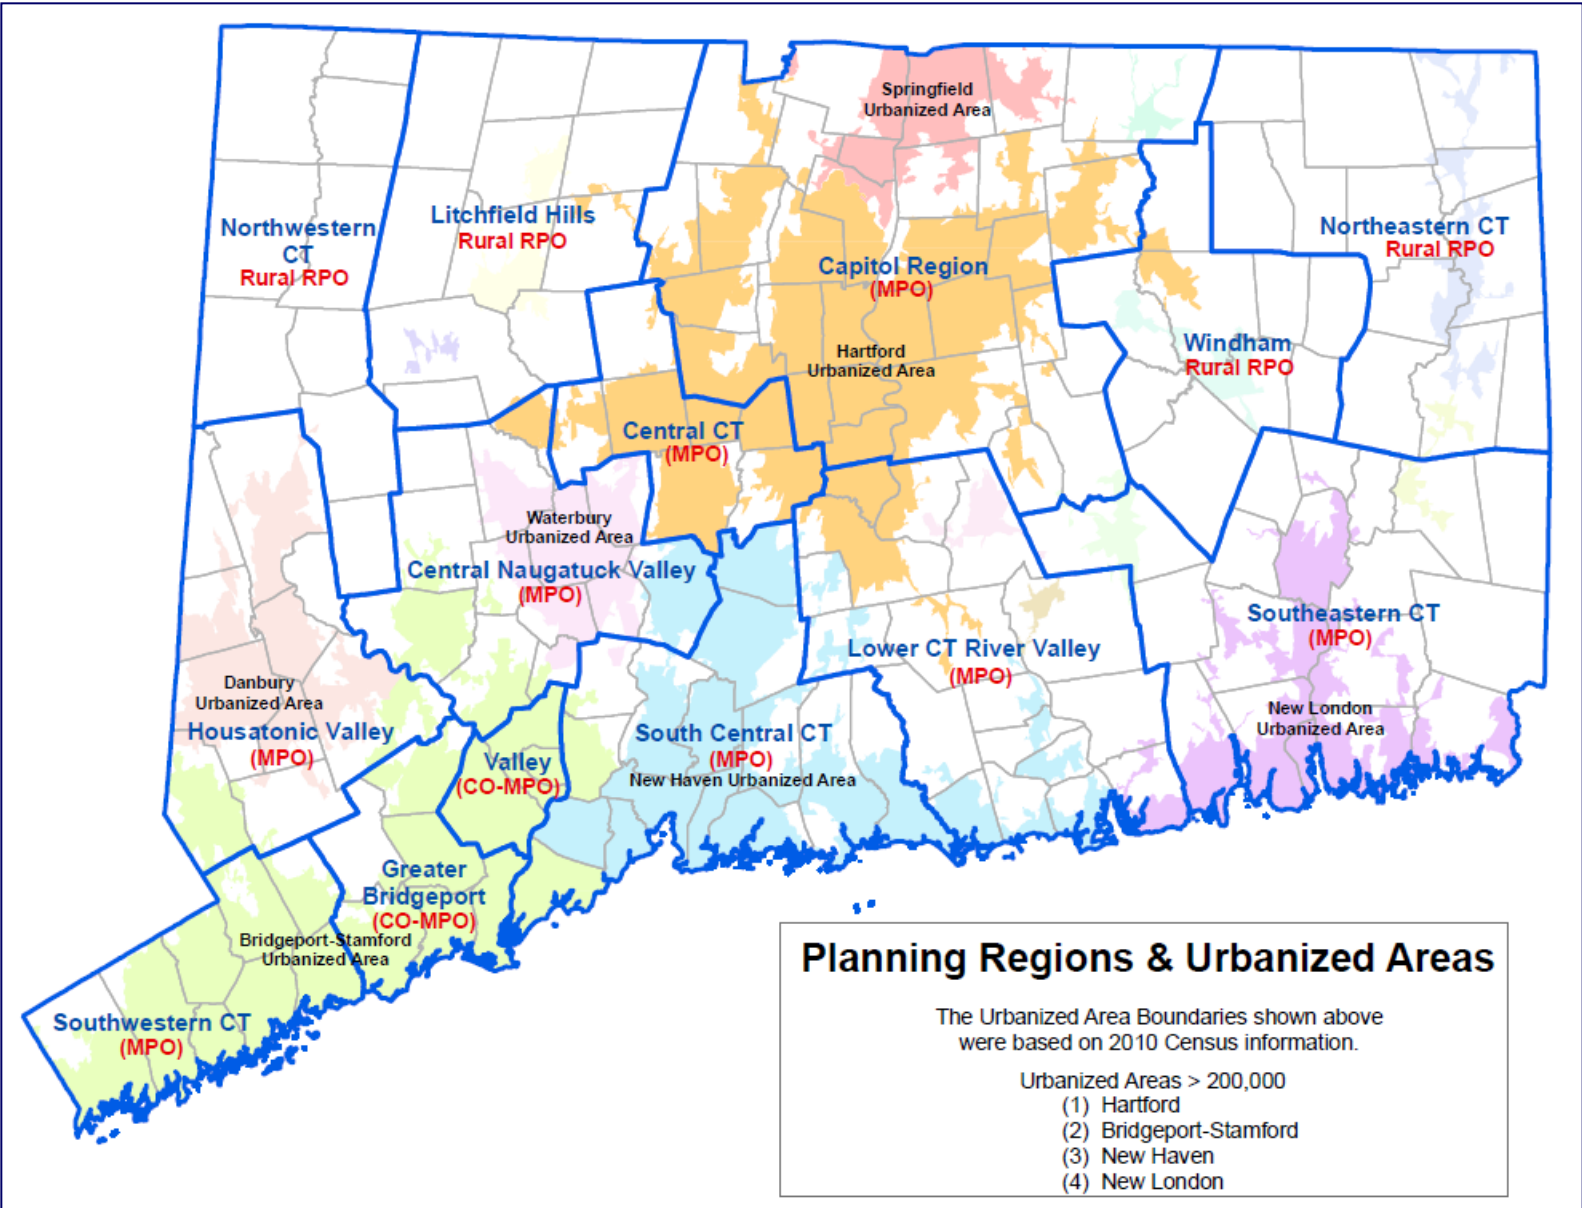 Springfield
Urbanized Area
Northwestern
CT
Rural RPO
Litchfield Hills
Rural RPO
Capitol Region
(MPO)
Northeastern CT
Rural RPO
Hartford
Urbanized Area
Windham
Rural RPO
Central CT
(MPO)
Waterbury
Urbanized Area
Central Naugatuck Valley
(MPO)
Southeastern CT
(MPO)
Lower CT River Valley
(MPO)
Danbury
Urbanized Area
Housatonic Valley
(MPO)
New London
Urbanized Area
South Central CT
(MPO)
New Haven Urbanized Area
Valley
(CO-MPO)
Greater
Bridgeport
(CO-MPO)
Bridgeport-Stamford
Urbanized Area
Southwestern CT
(MPO)
Planning Regions & Urbanized Areas
The Urbanized Area Boundaries shown above
were based on 2010 Census information.
Urbanized Areas > 200,000
(1) Hartford
(2) Bridgeport-Stamford
(3) New Haven
(4) New London